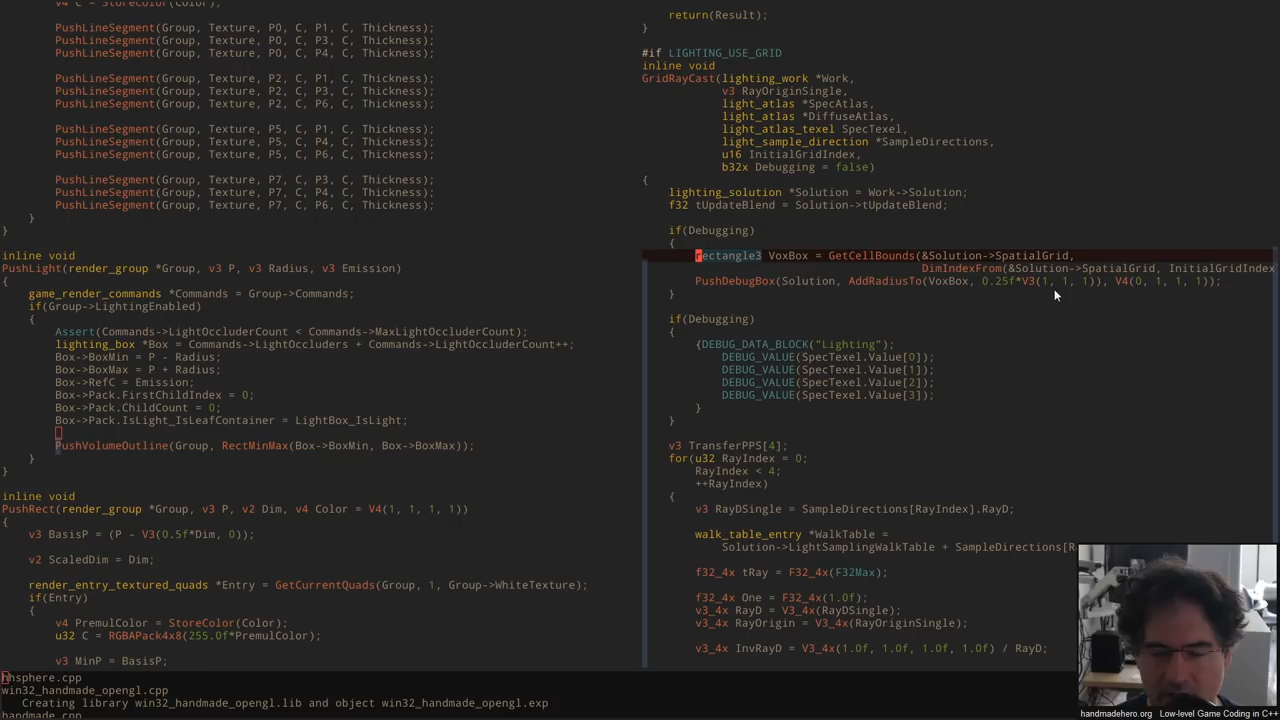 v4 C = StoreColor(Color);
PushLineSegment(Group, Texture, P0, C, P1, C, Thickness);
PushLineSegment(Group, Texture, P0, C, P3, C, Thickness);
PushLineSegment(Group, Texture, P0, C, P4, C, Thickness);
PushLineSegment(Group, Texture, P2, C, P1, C, Thickness);
PushLineSegment(Group, Texture, P2, C, P3, C, Thickness);
PushLineSegment(Group, Texture, P2, C, P6, C, Thickness);
PushLineSegment(Group, Texture, P5, C, P1, C, Thickness);
PushLineSegment(Group, Texture, P5, C, P4, C, Thickness);
PushLineSegment(Group, Texture, P5, C, P6, C, Thickness);
PushLineSegment(Group, Texture, P7, C, P3, C, Thickness);
PushLineSegment(Group, Texture, P7, C, P4, C, Thickness);
PushLineSegment(Group, Texture, P7, C, P6, C, Thickness);
}
}
inline void
PushLight(render_group *Group, v3 P, v3 Radius, v3 Emission)
{
game_render_commands *Commands = Group->Commands;
if(Group->LightingEnabled)
{
Assert(Commands->LightOccluderCount < Commands->MaxLightOccluderCount);
lighting_box *Box = Commands->LightOccluders + Commands->LightOccluderCount++;
Box->BoxMin = P - Radius;
Box->BoxMax = P + Radius;
Box->RefC = Emission;
Box->Pack.FirstChildIndex = 0;
Box->Pack.ChildCount = 0;
Box->Pack.IsLight_IsLeafContainer = LightBox_IsLight;
PushVolumeOutline(Group, RectMinMax(Box->BoxMin, Box->BoxMax));
}
}
inline void
PushRect(render_group *Group, v3 P, v2 Dim, v4 Color = V4(1, 1, 1, 1))
{
v3 BasisP = (P - V3(0.5f*Dim, 0));
v2 ScaledDim = Dim;
render_entry_textured_quads *Entry = GetCurrentQuads(Group, 1, Group->WhiteTexture);
if(Entry)
{
v4 PremulColor = StoreColor(Color);
u32 C = RGBAPack4x8(255.0f*PremulColor);
v3 MinP = BasisP;
return(Result);
}
#if LIGHTING_USE_GRID
inline void
GridRayCast(lighting_work *Work,
v3 RayOriginSingle,
light_atlas *SpecAtlas,
light_atlas *DiffuseAtlas,
light_atlas_texel SpecTexel,
light_sample_direction *SampleDirections,
u16 InitialGridIndex,
b32x Debugging = false)
{
lighting_solution *Solution = Work->Solution;
f32 tUpdateBlend = Solution->tUpdateBlend;
if(Debugging)
{
rectangle3 VoxBox = GetCellBounds(&Solution->SpatialGrid,
DimIndexFrom(&Solution->SpatialGrid, InitialGridIndex
PushDebugBox(Solution, AddRadiusTo(VoxBox, 0.25f*V3(1, 1, 1)), V4(0, 1, 1, 1));
}
if(Debugging)
{
{DEBUG_DATA_BLOCK("Lighting");
DEBUG_VALUE(SpecTexel.Value[0]);
DEBUG_VALUE(SpecTexel.Value[1]);
DEBUG_VALUE(SpecTexel.Value[2]);
DEBUG_VALUE(SpecTexel.Value[3]);
}
}
v3 TransferPPS[4];
for(u32 RayIndex = 0;
RayIndex < 4;
++RayIndex)
{
v3 RayDSingle = SampleDirections[RayIndex].RayD;
walk_table_entry *WalkTable =
Solution->LightSamplingWalkTable + SampleDirections[R
f32_4x tRay = F32_4x(F32Max);
f32_4x One = F32_4x(1.0f);
v3_4x RayD = V3_4x(RayDSingle);
v3_4x RayOrigin = V3_4x(RayOriginSingle);
v3_4x InvRayD = V3_4x(1.0f, 1.0f, 1.0f, 1.0f) / RayD;
hhsphere.cpp
win32_handmade_opengl.cpp
Creating library win32_handmade_opengl.lib and object win32_handmade_opengl.exp
handmade.cpp
handmadehero.org Low-level Game Coding in C++